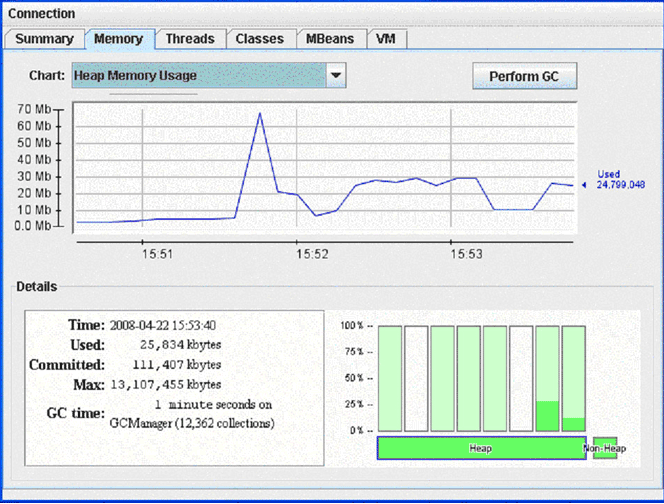 Connection
Summary Memory Threads Classes MBeans VM
Chart: Heap Memory Usage Perform GC
70 Mb
60 Mb
50 Mb
40 Mb
30 Mb
20 Mb
1.0 Mb
0.0 Mb
Used
24,799,048
15:51 15:52 15:53
Details
Time: 2008-04-22 15:53:40
Used: 25,834 kbytes
Committed: 111,407 kbytes
Max: 13,107,455 kbytes
GC time: 1 minute seconds on
GCManager (12,362 collections)
100% --
75% --
50% --
25% --
0% --
Heap Non-Heap